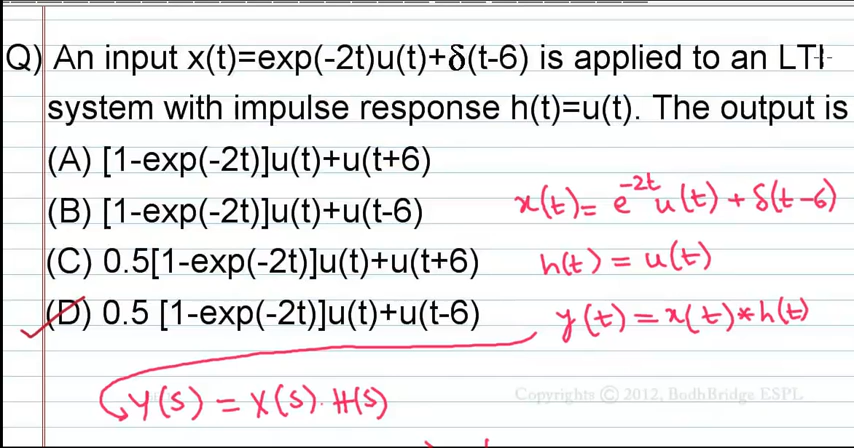 Q) An input x(t)=exp(-2t)u(t)+δ(t-6) is applied to an LTI
system with impulse response h(t)=u(t). The output is
(A) [1-exp(-2t)]u(t)+u(t+6)
(B) [1-exp(-2t)]u(t)+u(t-6)
(C) 0.5[1-exp(-2t)]u(t)+u(t+6)
(D) 0.5 [1-exp(-2t)]u(t)+u(t-6)
x(t) = e^-2t u(t) + δ(t-6)
h(t) = u(t)
y(t) = x(t) * h(t)
Y(s) = X(s) . H(s)
Copyrights © 2012, BodhBridge ESPL